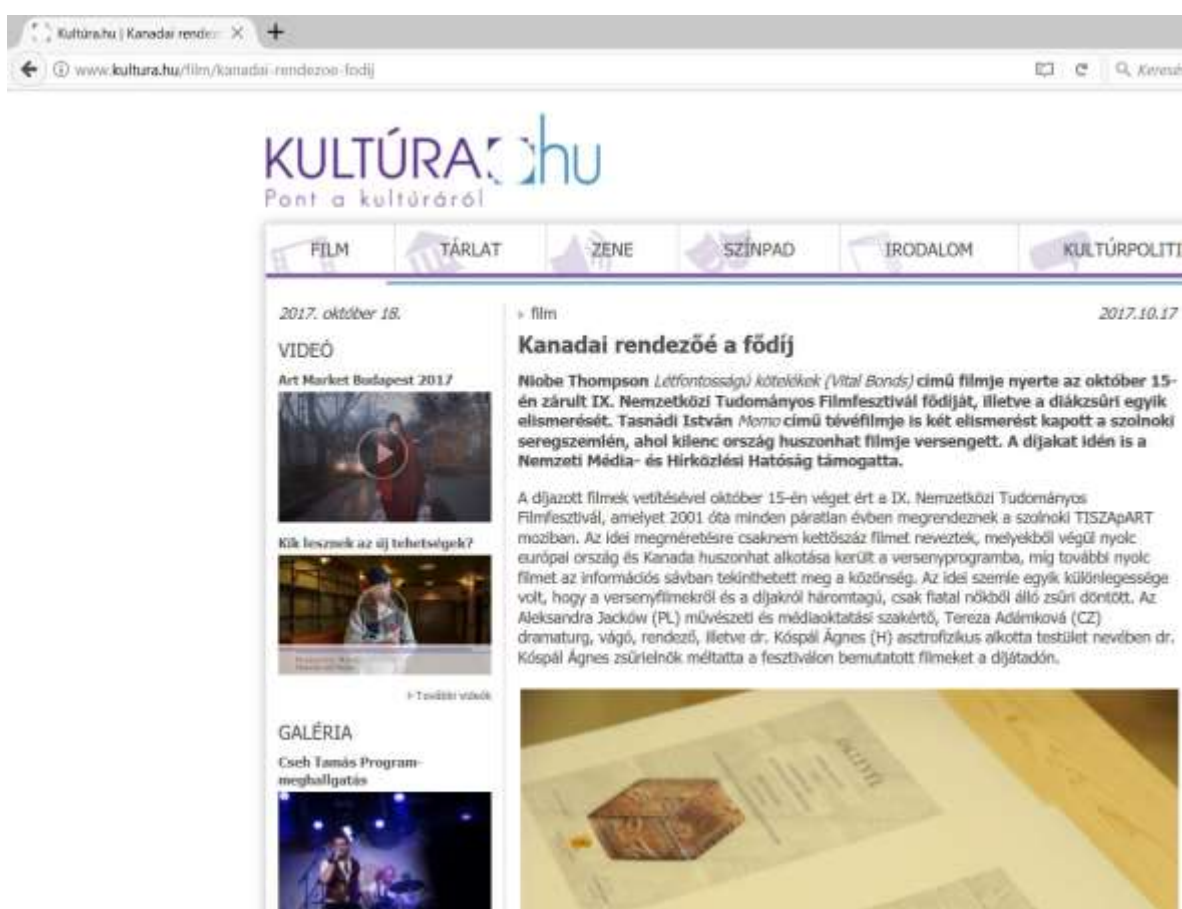 Kultúra.hu | Kanadai rendez
www.kultura.hu/film/kanadai-rendezoe-fodij
Keresés
KULTÚRA.hu
Pont a kultúráról
FILM
TÁRLAT
ZENE
SZÍNPAD
IRODALOM
KULTÚRPOLITI
2017. október 18.
VIDEÓ
Art Market Budapest 2017
Kik lesznek az új tehetségek?
További videók
GALÉRIA
Cseh Tamás Program-
meghallgatás
film
2017.10.17
Kanadai rendezőé a fődíj
Niobe Thompson Létfontosságú kötelékek (Vital Bonds) című filmje nyerte az október 15-
én zárult IX. Nemzetközi Tudományos Filmfesztivál fődíját, illetve a diákzsűri egyik
elismerését. Tasnádi István Memo című tévéfilmje is két elismerést kapott a szolnoki
seregszemlén, ahol kilenc ország huszonhat filmje versengett. A díjakat idén is a
Nemzeti Média- és Hírközlési Hatóság támogatta.
A díjazott filmek vetítésével október 15-én véget ért a IX. Nemzetközi Tudományos
Filmfesztivál, amelyet 2001 óta minden páratlan évben megrendeznek a szolnoki TISZApART
moziban. Az idei megméretésre csaknem kettőszáz filmet neveztek, melyekből végül nyolc
európai ország és Kanada huszonhat alkotása került a versenyprogramba, míg további nyolc
filmet az információs sávban tekinthetett meg a közönség. Az idei szemle egyik különlegessége
volt, hogy a versenyfilmekről és a díjakról háromtagú, csak fiatal nőkből álló zsűri döntött. Az
Aleksandra Jacków (PL) művészeti és médiaoktatási szakértő, Tereza Adámková (CZ)
dramaturg, vágó, rendező, illetve dr. Kóspál Ágnes (H) asztrofizikus alkotta testület nevében dr.
Kóspál Ágnes zsűrielnök méltatta a fesztiválon bemutatott filmeket a díjátadón.
OKLEVÉL